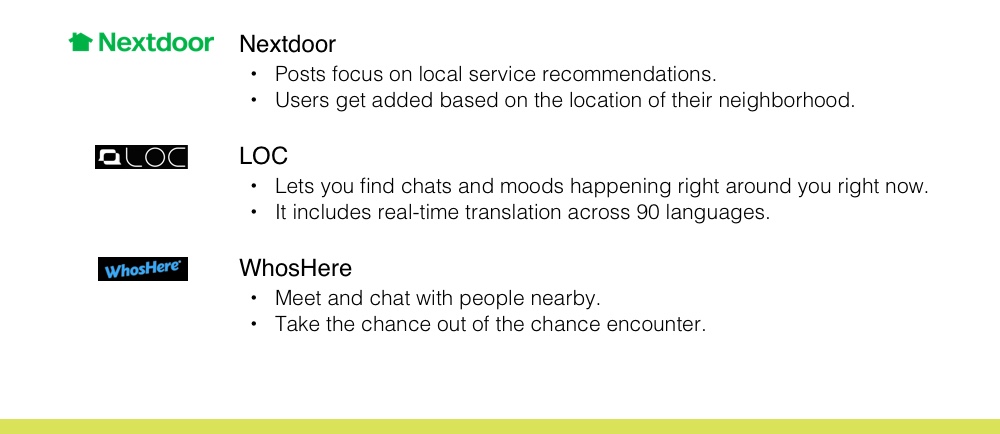 Nextdoor Nextdoor
• Posts focus on local service recommendations.
• Users get added based on the location of their neighborhood.
LOC LOC
• Lets you find chats and moods happening right around you right now.
• It includes real-time translation across 90 languages.
WhosHere WhosHere
• Meet and chat with people nearby.
• Take the chance out of the chance encounter.